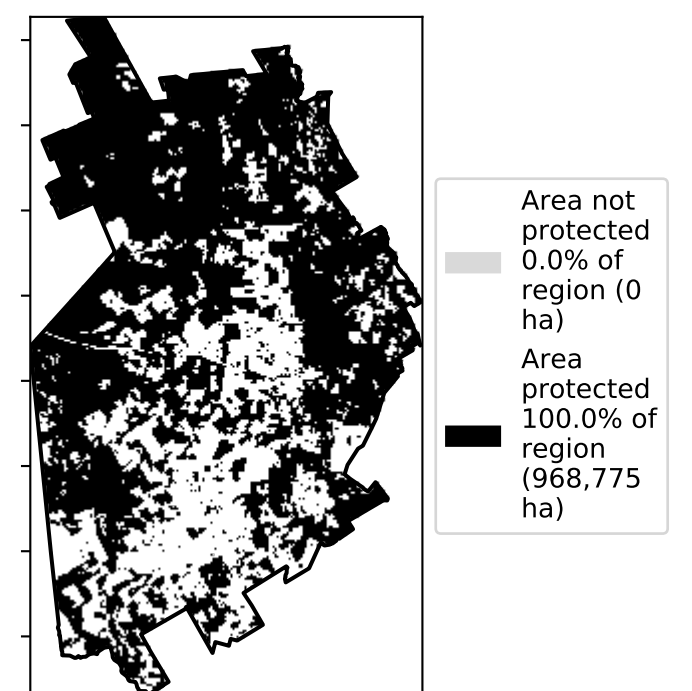 Area not
protected
0.0% of
region (0
ha)
Area
protected
100.0% of
region
(968,775
ha)